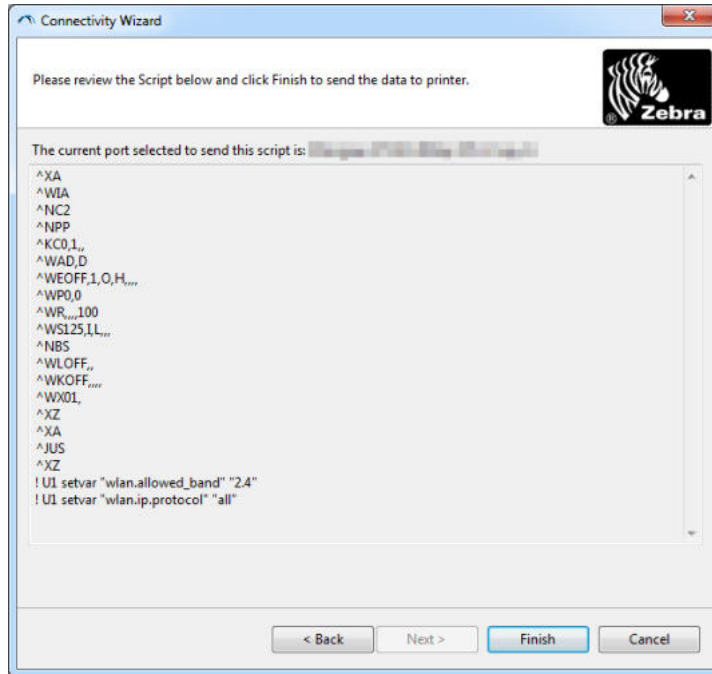 Connectivity Wizard
Please review the Script below and click Finish to send the data to printer.
Zebra
®
The current port selected to send this script is:
^XA
^WIA
^NC2
^NPP
^KC0,1,,
^WAD,D
^WEOFF,1,O,H,,,,
^WP0,0
^WR,,,,100
^WS125,I,L,,,
^NBS
^WLOFF,,
^WKOFF,,,,
^WX01,
^XZ
^XA
^JUS
^XZ
! U1 setvar "wlan.allowed_band" "2.4"
! U1 setvar "wlan.ip.protocol" "all"
< Back
Next >
Finish
Cancel